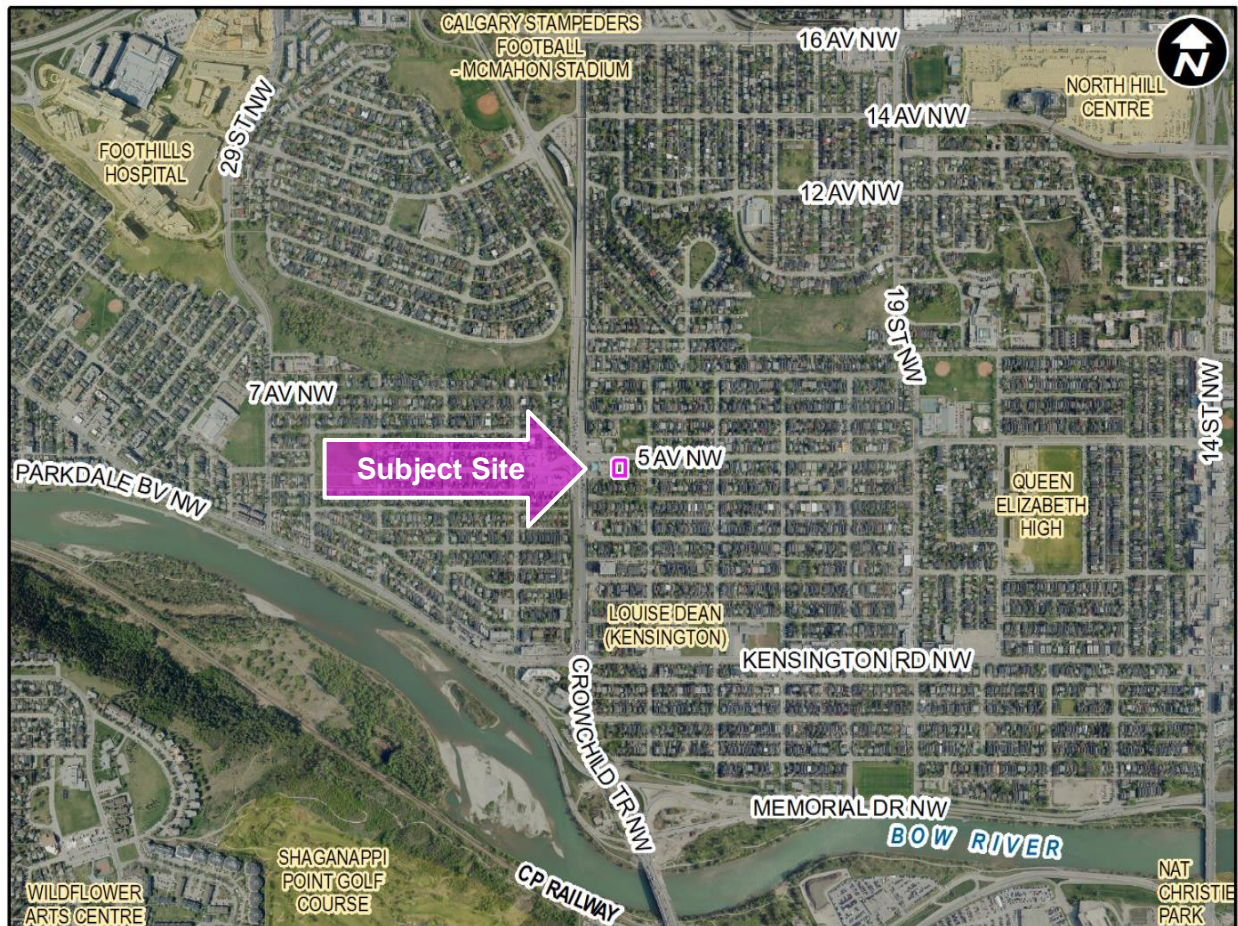 CALGARY STAMPEDERS
FOOTBALL
- MCMAHON STADIUM
16 AV NW
N
NORTH HILL
CENTRE
14 AV NW
29 ST NW
FOOTHILLS
HOSPITAL
12 AV NW
19 ST NW
7 AV NW
14 ST NW
Subject Site
5 AV NW
PARKDALE BV NW
QUEEN
ELIZABETH
HIGH
LOUISE DEAN
(KENSINGTON)
KENSINGTON RD NW
CROWCHILD TR NW
MEMORIAL DR NW
BOW RIVER
SHAGANAPPI
POINT GOLF
COURSE
CP RAILWAY
WILDFLOWER
ARTS CENTRE
NAT
CHRISTIE
PARK